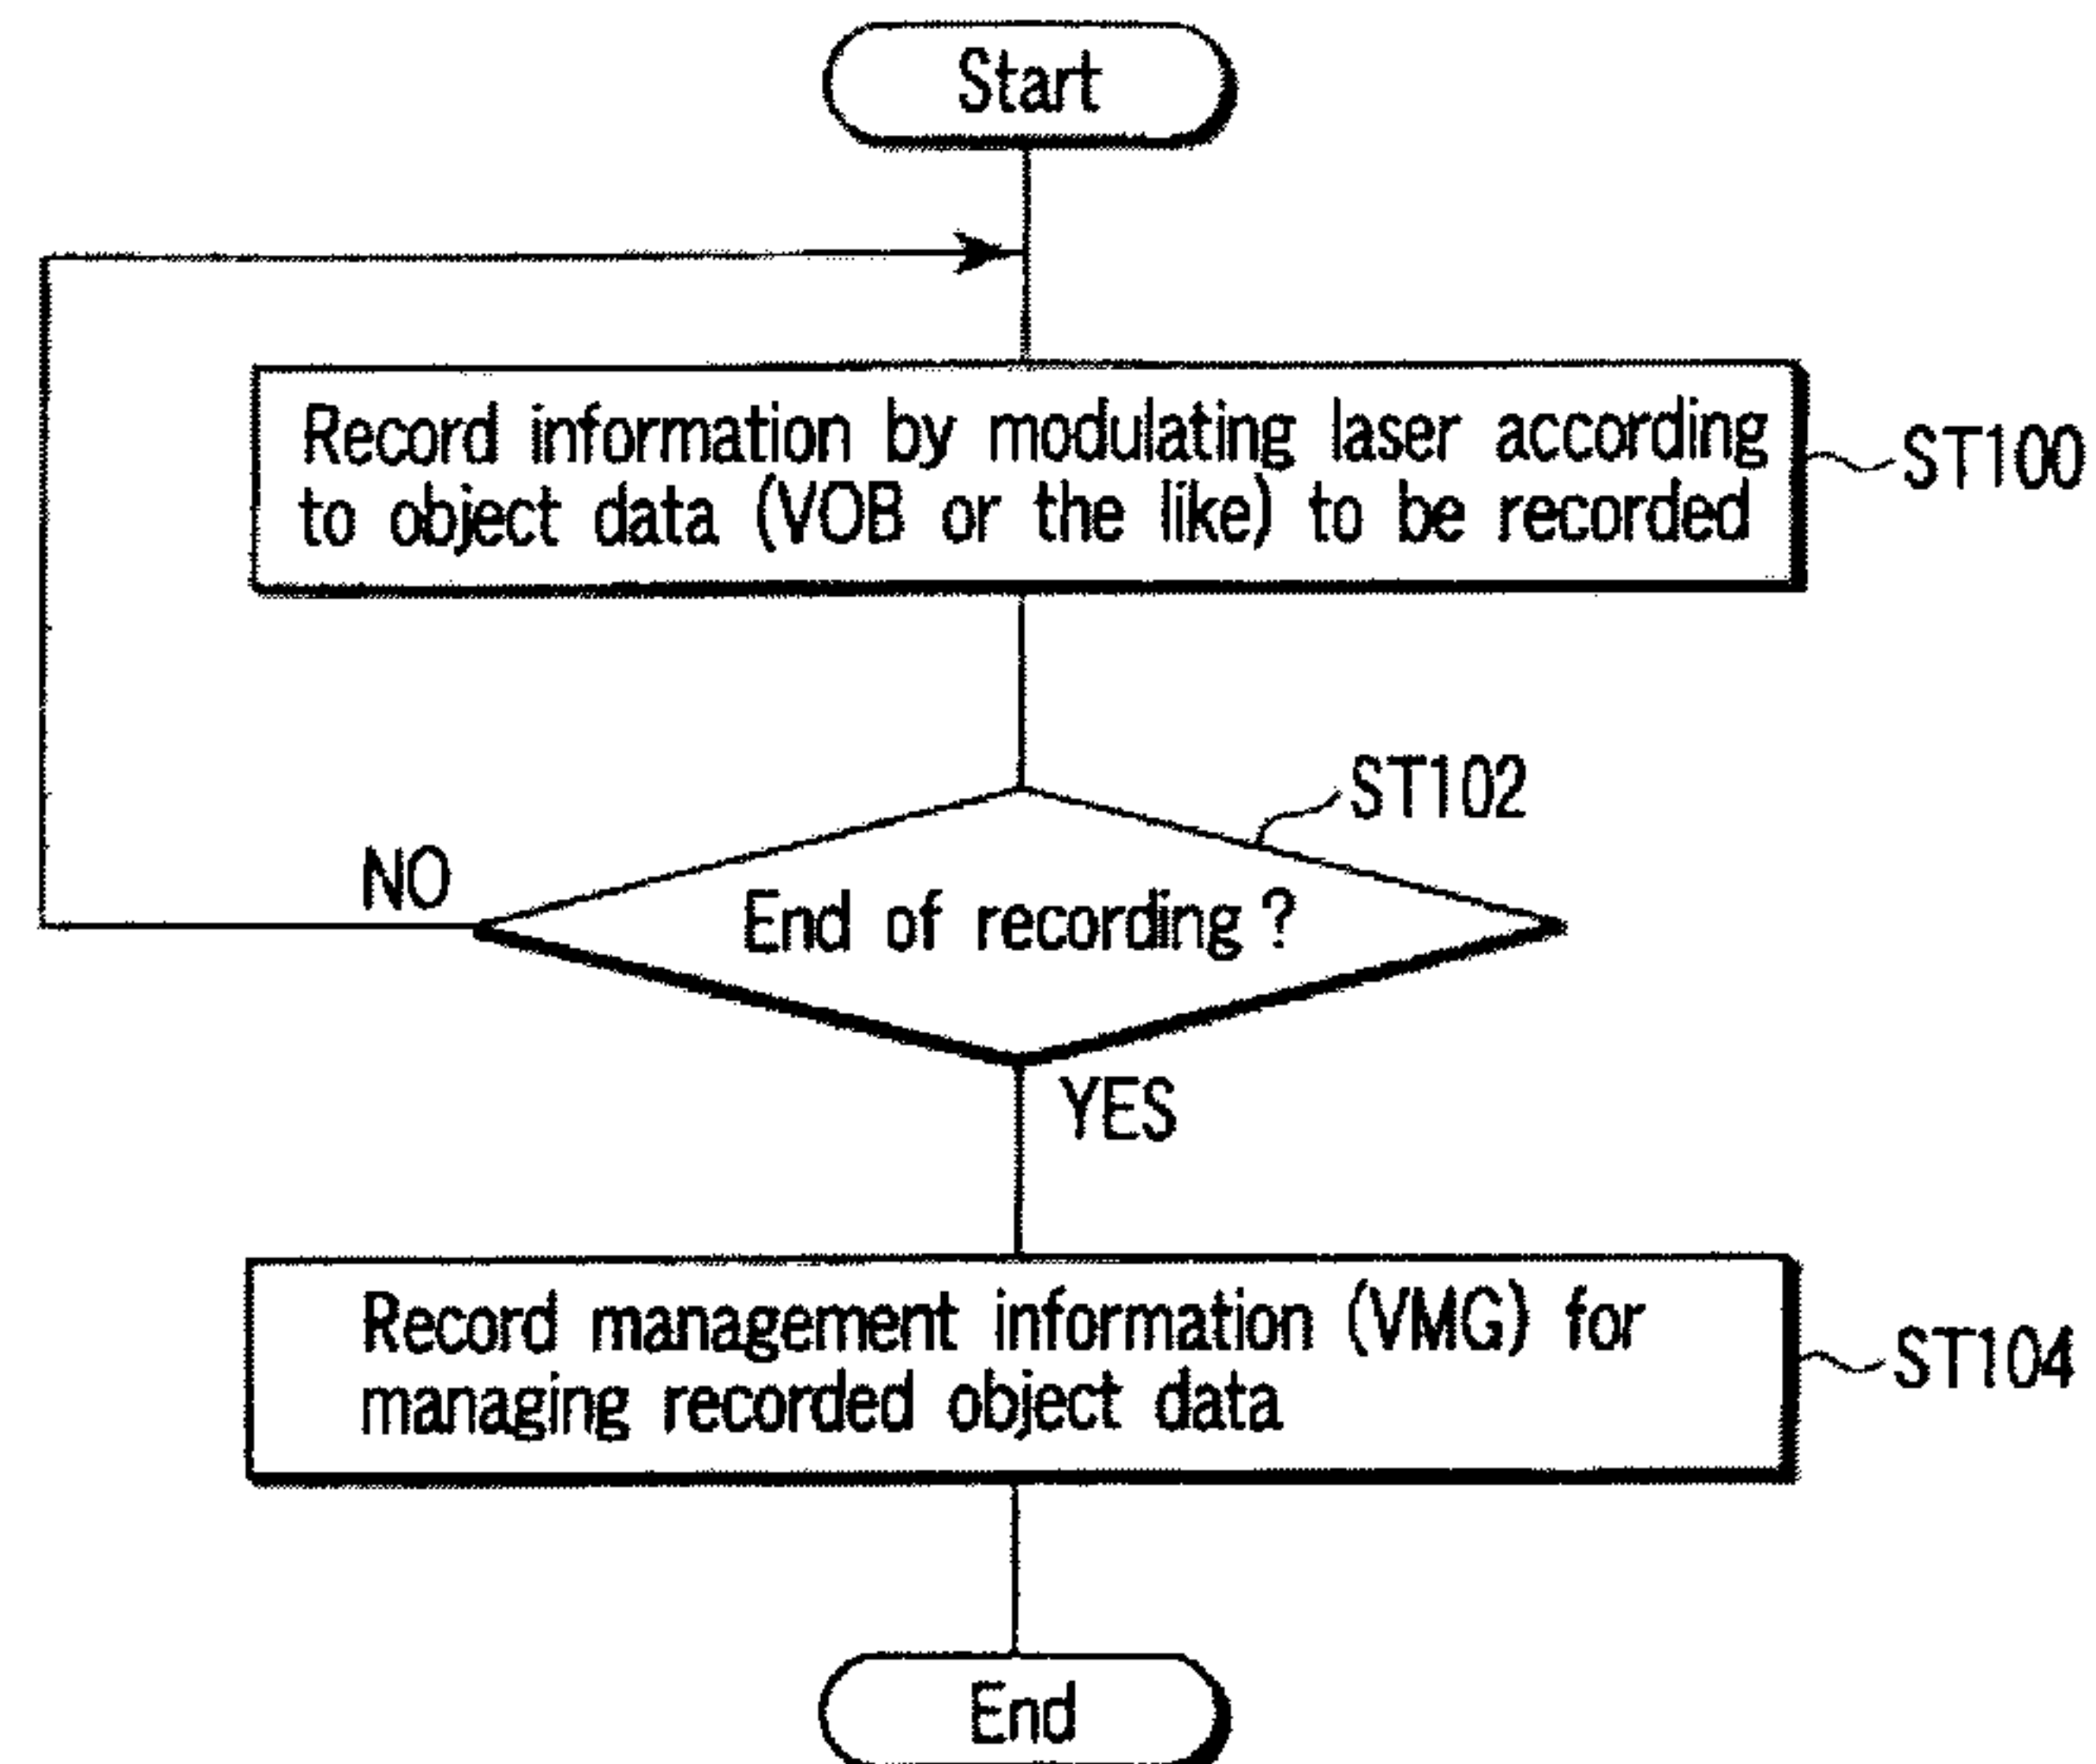 Start
Record information by modulating laser according
to object data (VOB or the like) to be recorded
ST100
ST102
NO
End of recording?
YES
Record management information (VMG) for
managing recorded object data
ST104
End